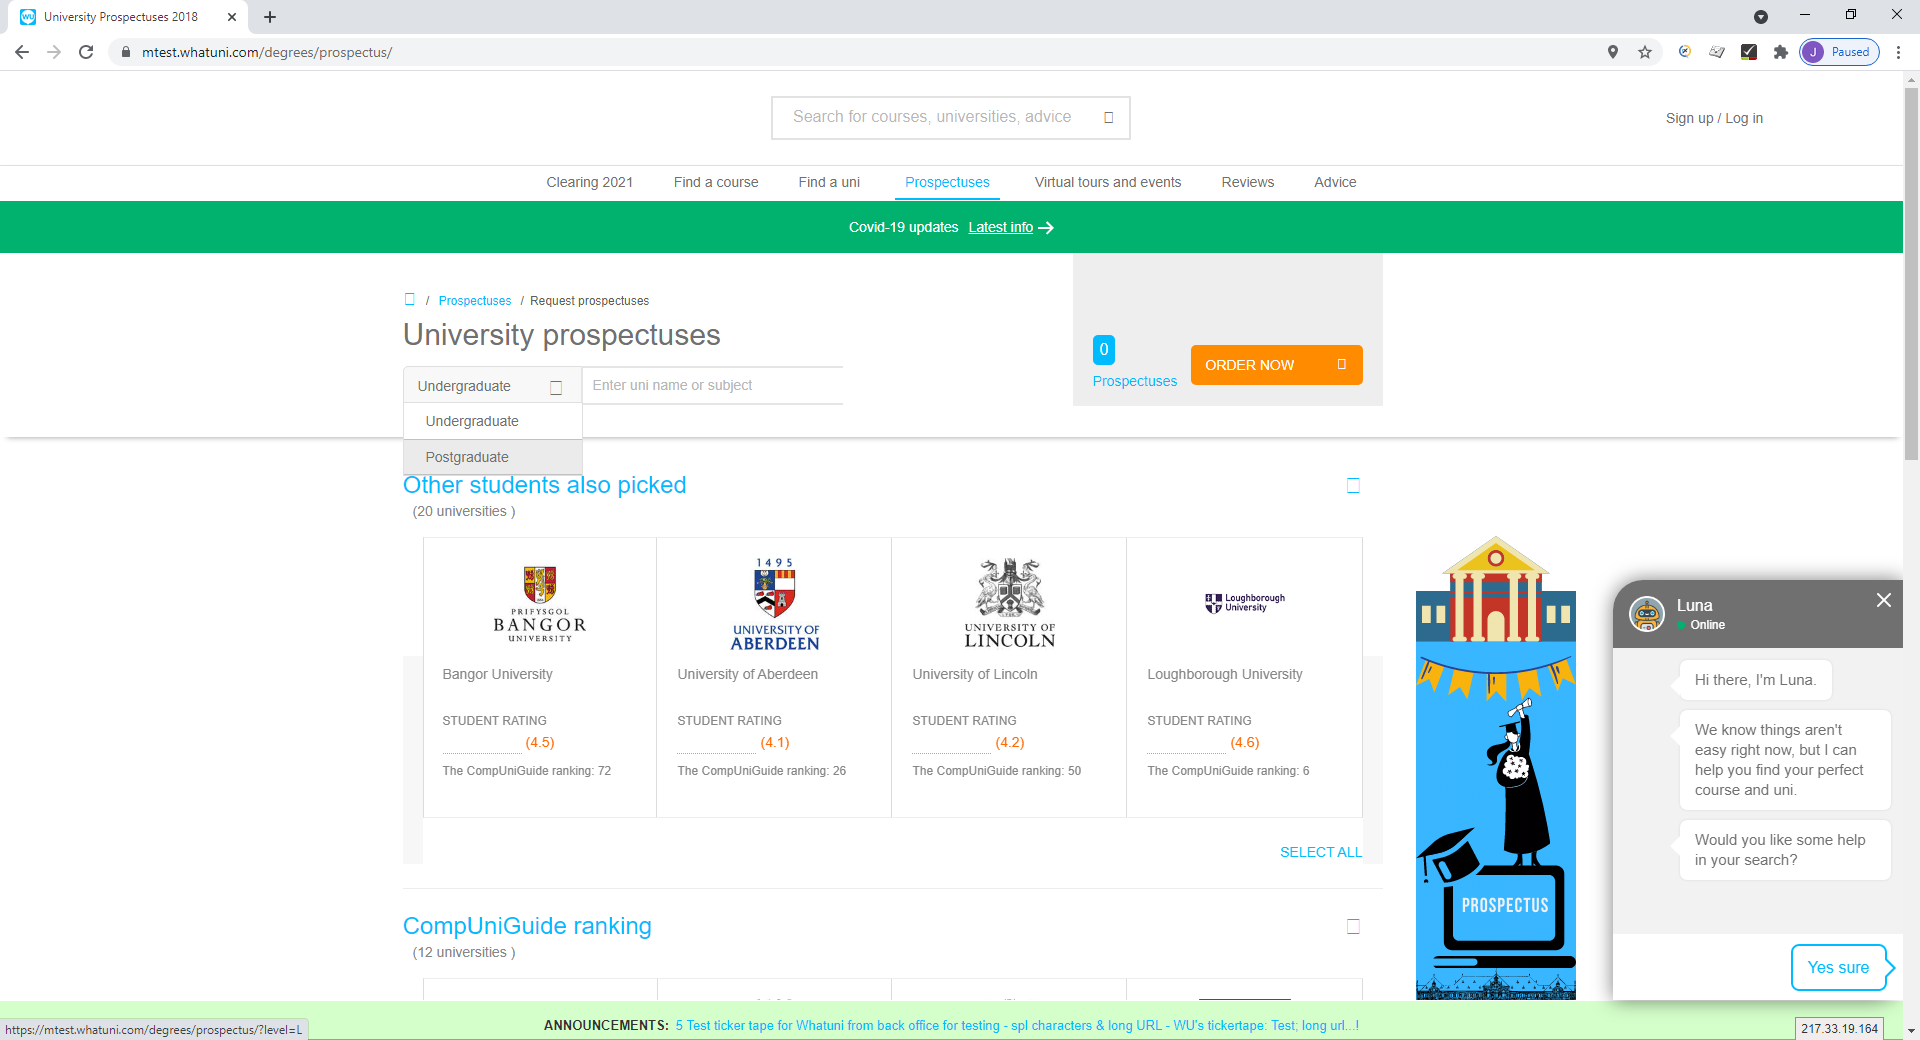 University Prospectuses 2018
mtest.whatuni.com/degrees/prospectus/
J Paused
Search for courses, universities, advice
Sign up / Log in
Clearing 2021 Find a course Find a uni Prospectuses Virtual tours and events Reviews Advice
Covid-19 updates Latest info
/ Prospectuses / Request prospectuses
University prospectuses
0
Prospectuses
ORDER NOW
Undergraduate
Enter uni name or subject
Undergraduate
Postgraduate
Other students also picked
(20 universities )
PRIFYSGOL
BANGOR
UNIVERSITY
Bangor University
STUDENT RATING
(4.5)
The CompUniGuide ranking: 72
1495
UNIVERSITY OF
ABERDEEN
University of Aberdeen
STUDENT RATING
(4.1)
The CompUniGuide ranking: 26
UNIVERSITY OF
LINCOLN
University of Lincoln
STUDENT RATING
(4.2)
The CompUniGuide ranking: 50
Loughborough
University
Loughborough University
STUDENT RATING
(4.6)
The CompUniGuide ranking: 6
SELECT ALL
CompUniGuide ranking
(12 universities )
PROSPECTUS
Luna
Online
Hi there, I'm Luna.
We know things aren't
easy right now, but I can
help you find your perfect
course and uni.
Would you like some help
in your search?
Yes sure
ANNOUNCEMENTS: 5 Test ticker tape for Whatuni from back office for testing - spl characters & long URL - WU's tickertape: Test; long url...!
https://mtest.whatuni.com/degrees/prospectus/?level=L
217.33.19.164